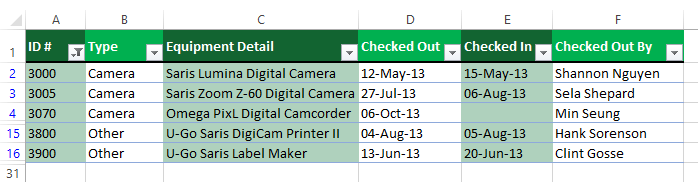 A B C D E F
1 ID # Type Equipment Detail Checked Out Checked In Checked Out By
2 3000 Camera Saris Lumina Digital Camera 12-May-13 15-May-13 Shannon Nguyen
3 3005 Camera Saris Zoom Z-60 Digital Camera 27-Jul-13 06-Aug-13 Sela Shepard
4 3070 Camera Omega PixL Digital Camcorder 06-Oct-13 Min Seung
15 3800 Other U-Go Saris DigiCam Printer II 04-Aug-13 05-Aug-13 Hank Sorenson
16 3900 Other U-Go Saris Label Maker 13-Jun-13 20-Jun-13 Clint Gosse
31